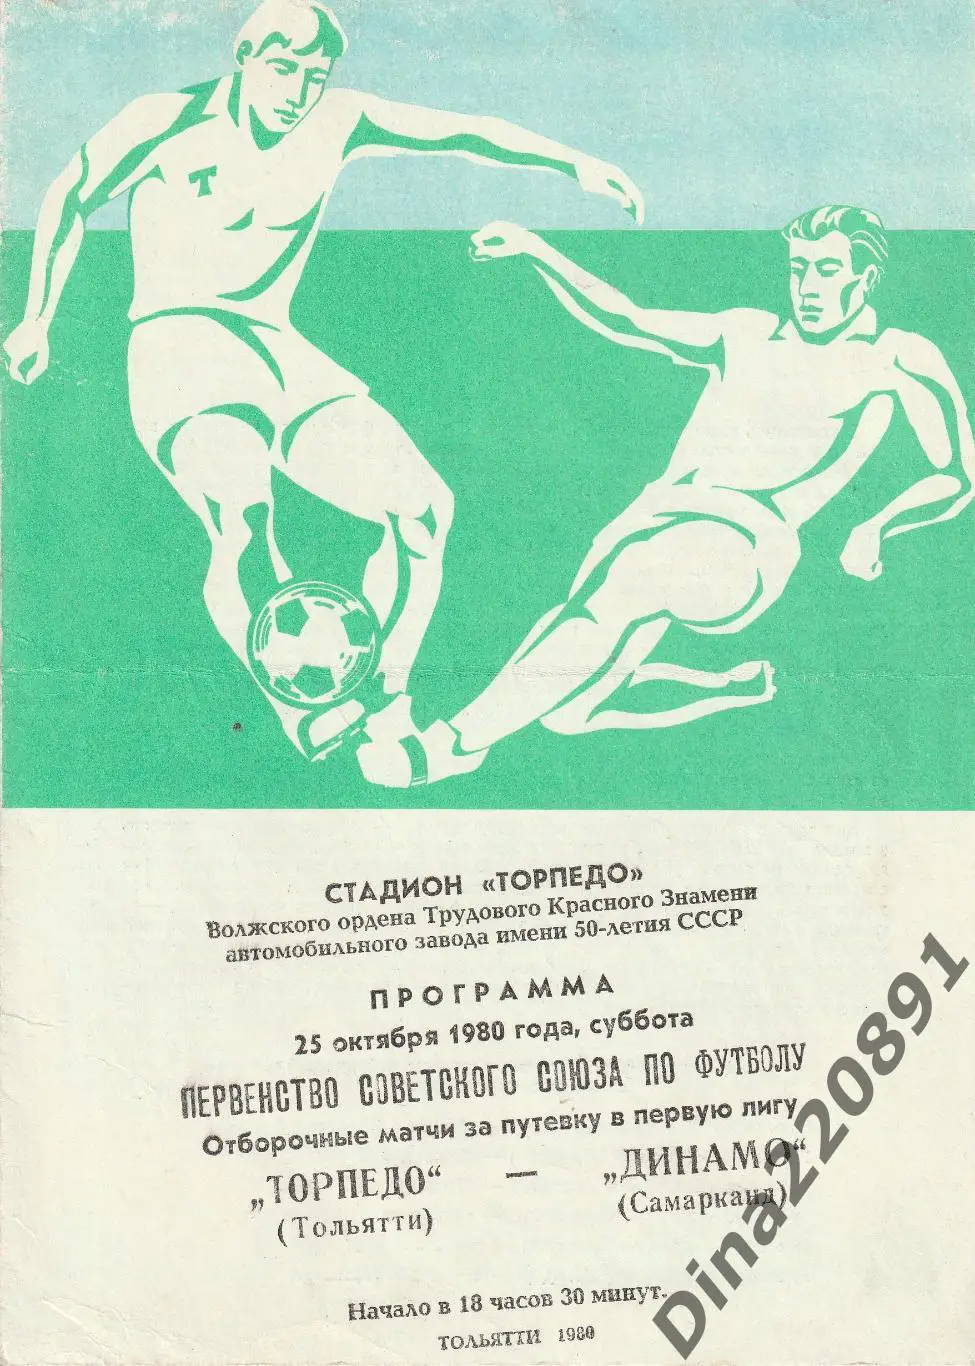 Т
СТАДИОН «ТОРПЕДО»
Волжского ордена Трудового Красного Знамени
автомобильного завода имени 50-летия СССР
ПРОГРАММА
25 октября 1980 года, суббота
ПЕРВЕНСТВО СОВЕТСКОГО СОЮЗА ПО ФУТБОЛУ
Отборочные матчи за путевку в первую лигу
„ТОРПЕДО“ — „ДИНАМО“
(Тольятти) (Самарканд)
Начало в 18 часов 30 минут.
ТОЛЬЯТТИ 1980
Dina220891